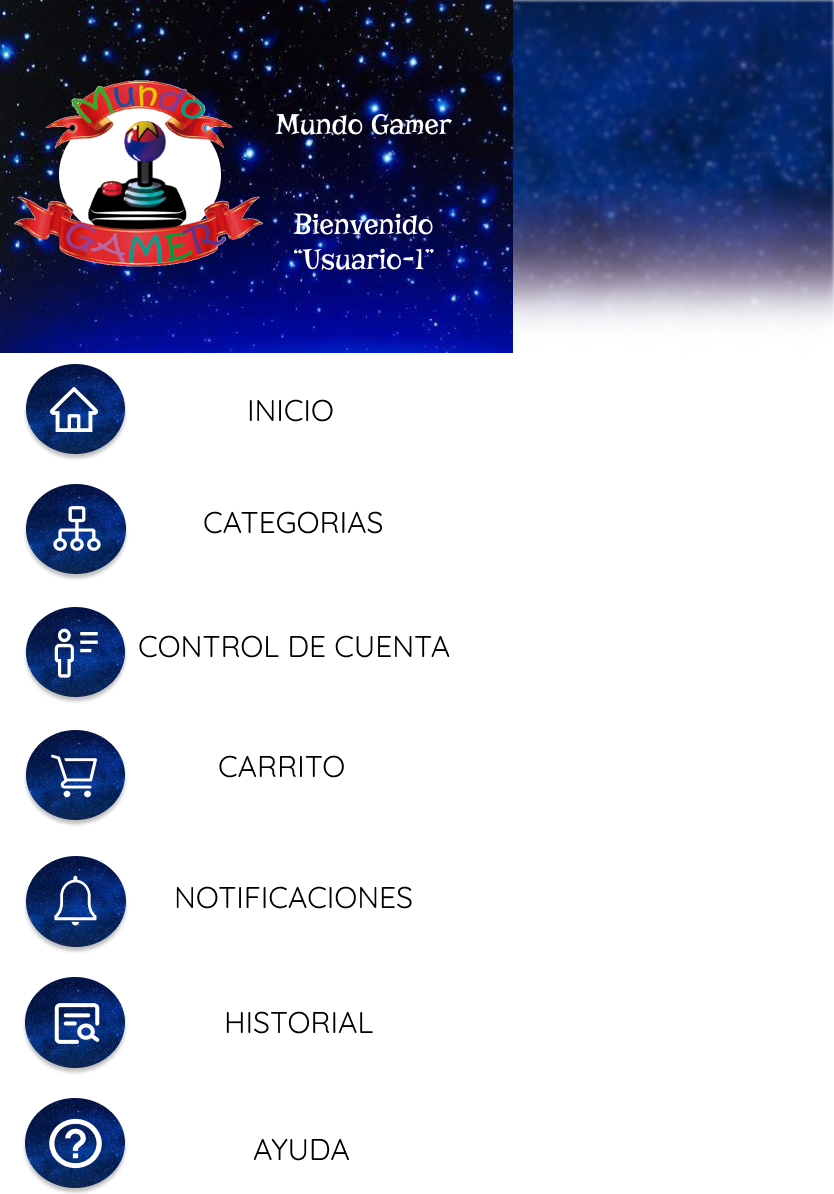 Mundo
GAMER
Mundo Gamer
Bienvenido
“Usuario-1”
INICIO
CATEGORIAS
CONTROL DE CUENTA
CARRITO
NOTIFICACIONES
HISTORIAL
AYUDA